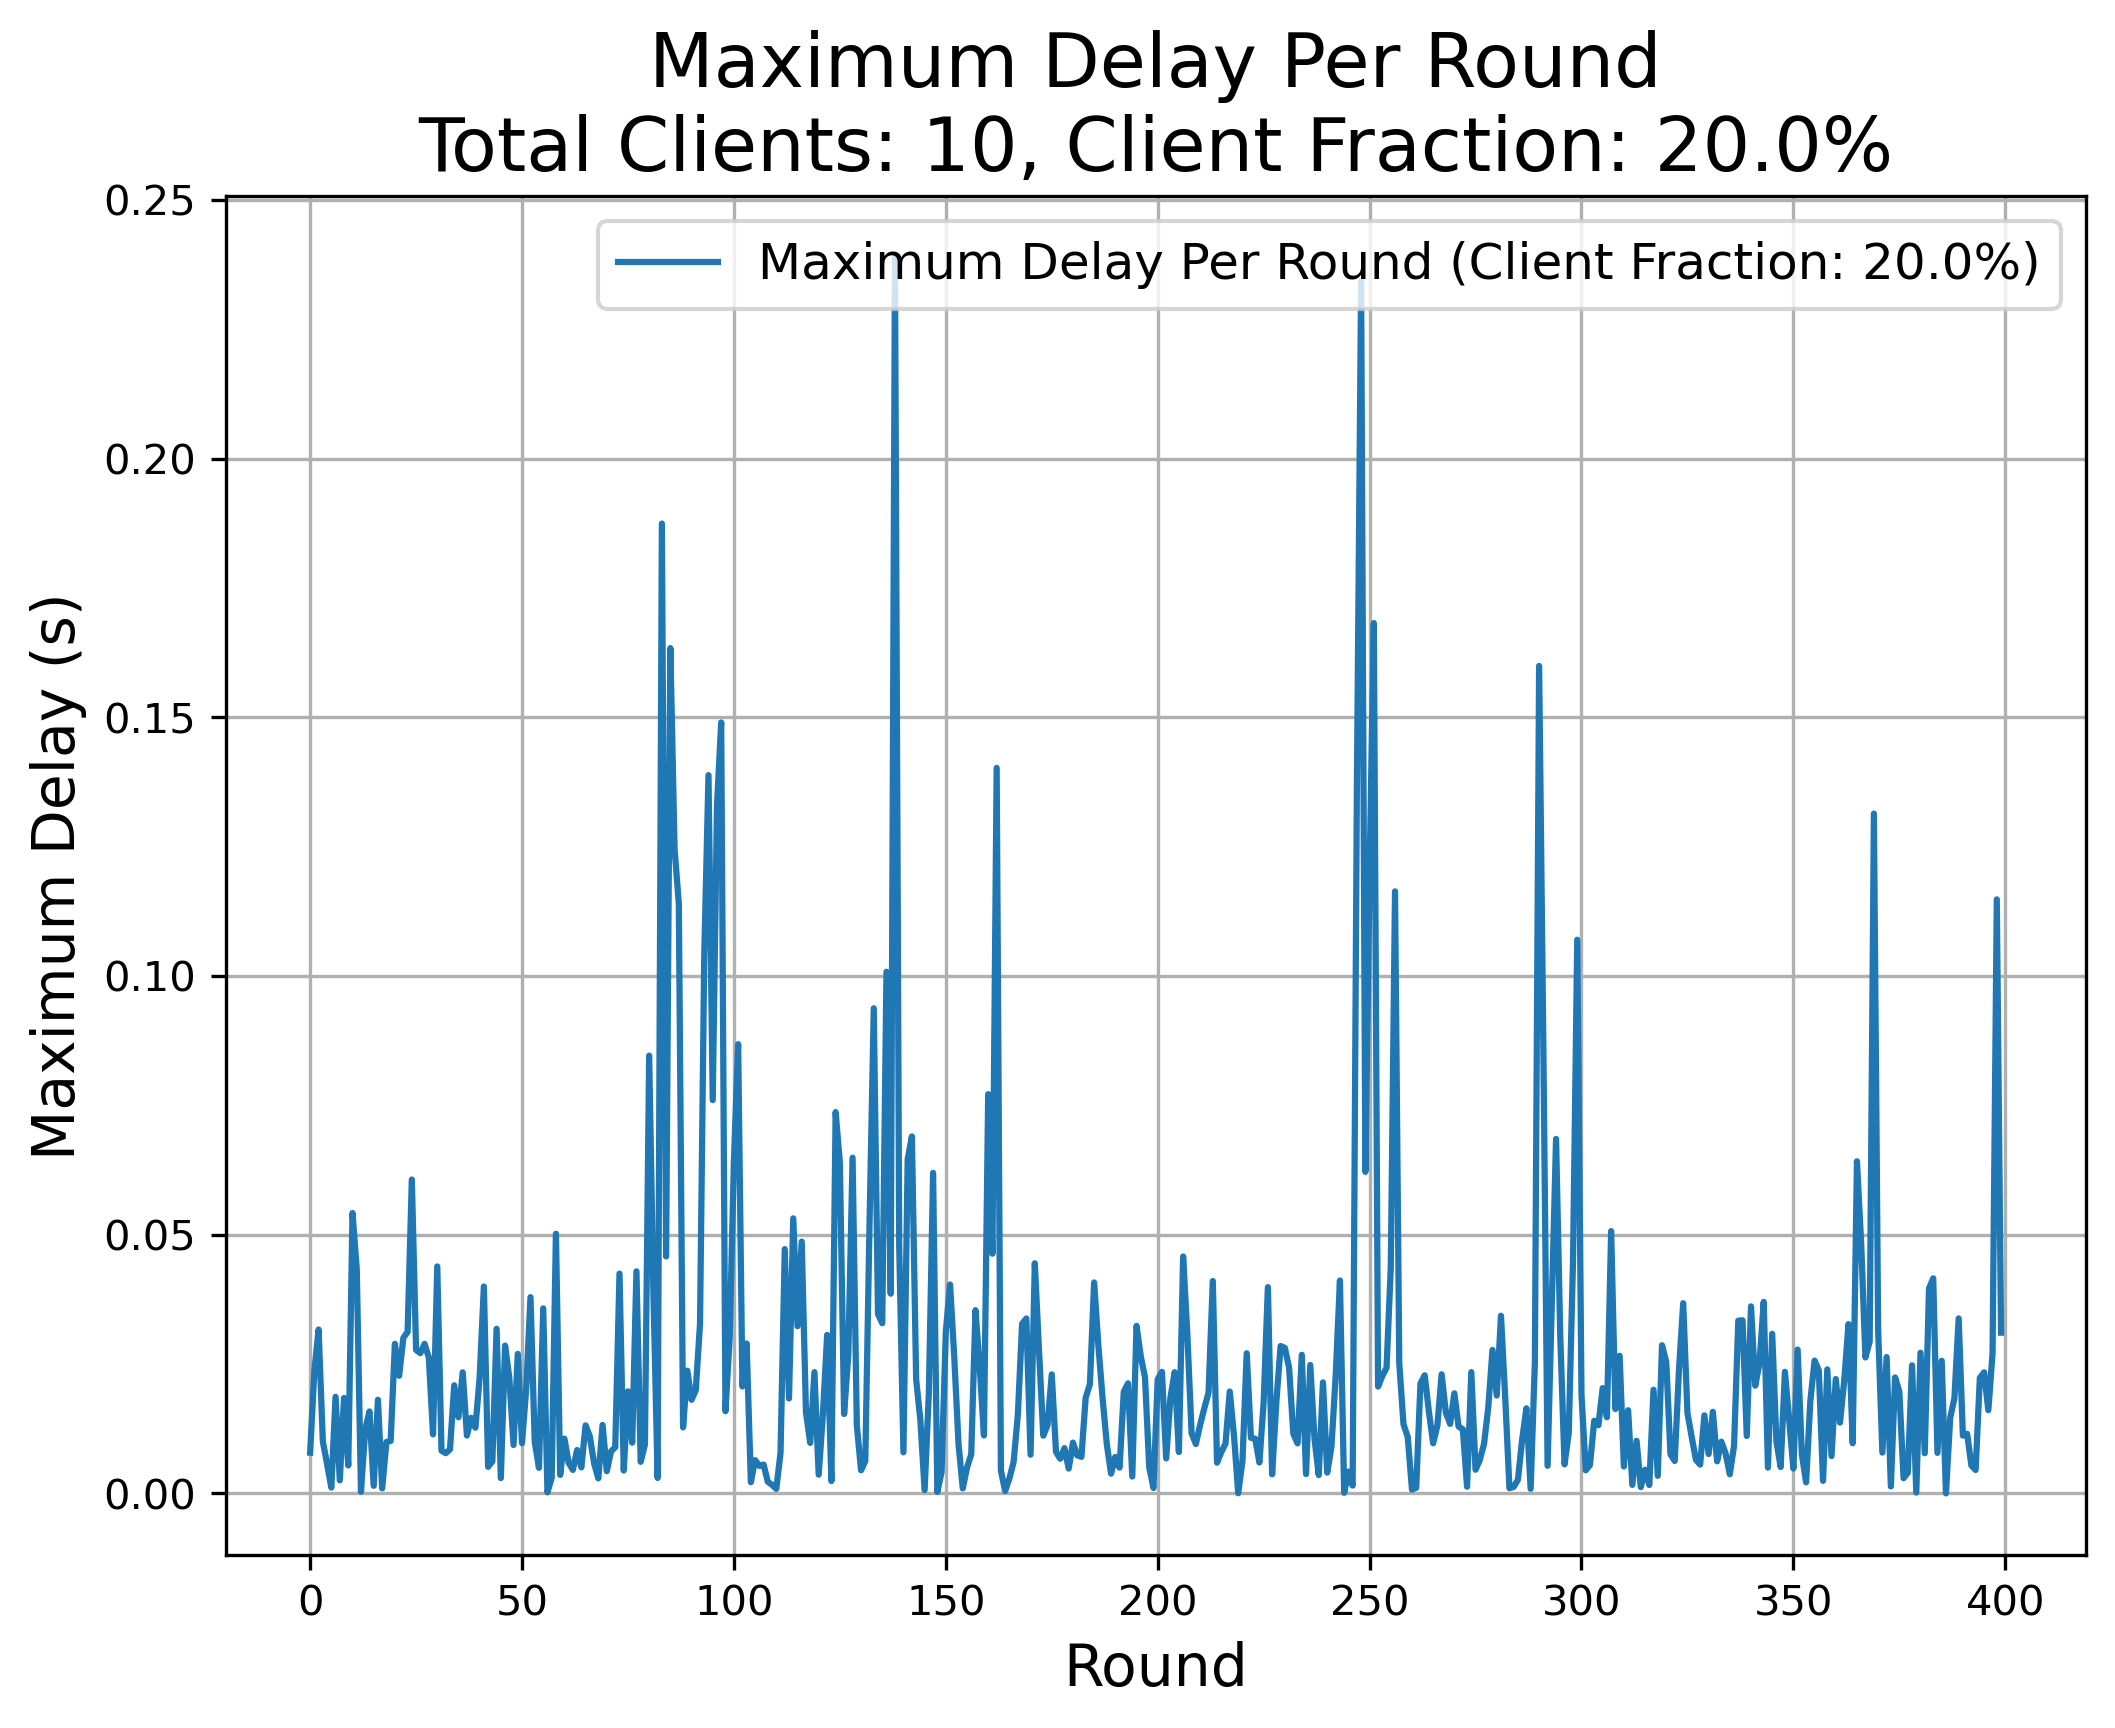 Maximum Delay Per Round
Total Clients: 10, Client Fraction: 20.0%
Maximum Delay Per Round (Client Fraction: 20.0%)
Maximum Delay (s)
0.25
0.20
0.15
0.10
0.05
0.00
0 50 100 150 200 250 300 350 400
Round